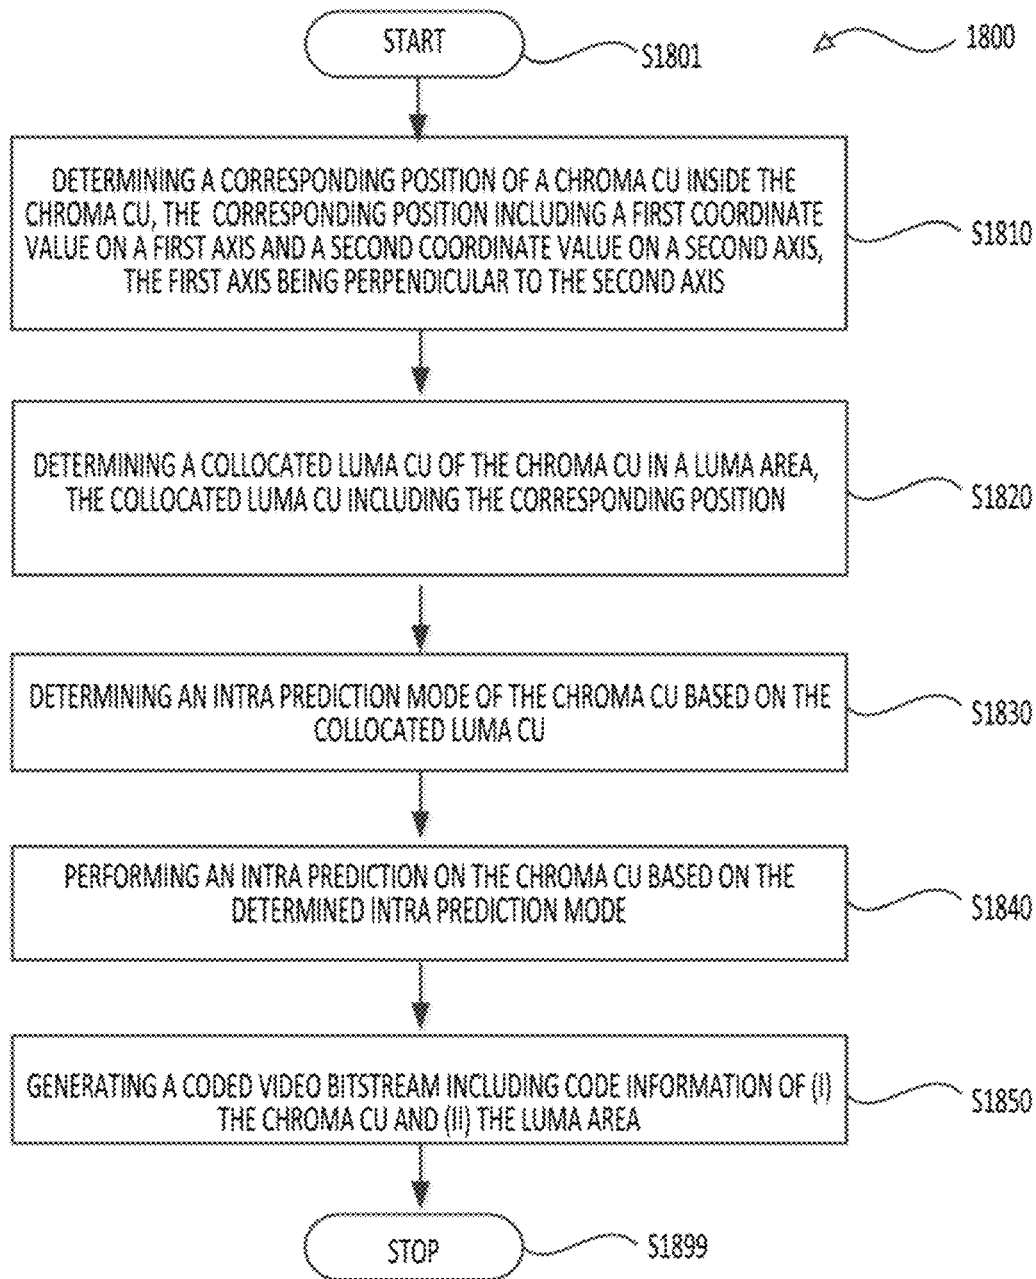 START
S1801
1800
DETERMINING A CORRESPONDING POSITION OF A CHROMA CU INSIDE THE
CHROMA CU, THE CORRESPONDING POSITION INCLUDING A FIRST COORDINATE
VALUE ON A FIRST AXIS AND A SECOND COORDINATE VALUE ON A SECOND AXIS,
THE FIRST AXIS BEING PERPENDICULAR TO THE SECOND AXIS
S1810
DETERMINING A COLLOCATED LUMA CU OF THE CHROMA CU IN A LUMA AREA,
THE COLLOCATED LUMA CU INCLUDING THE CORRESPONDING POSITION
S1820
DETERMINING AN INTRA PREDICTION MODE OF THE CHROMA CU BASED ON THE
COLLOCATED LUMA CU
S1830
PERFORMING AN INTRA PREDICTION ON THE CHROMA CU BASED ON THE
DETERMINED INTRA PREDICTION MODE
S1840
GENERATING A CODED VIDEO BITSTREAM INCLUDING CODE INFORMATION OF (I)
THE CHROMA CU AND (II) THE LUMA AREA
S1850
STOP
S1899